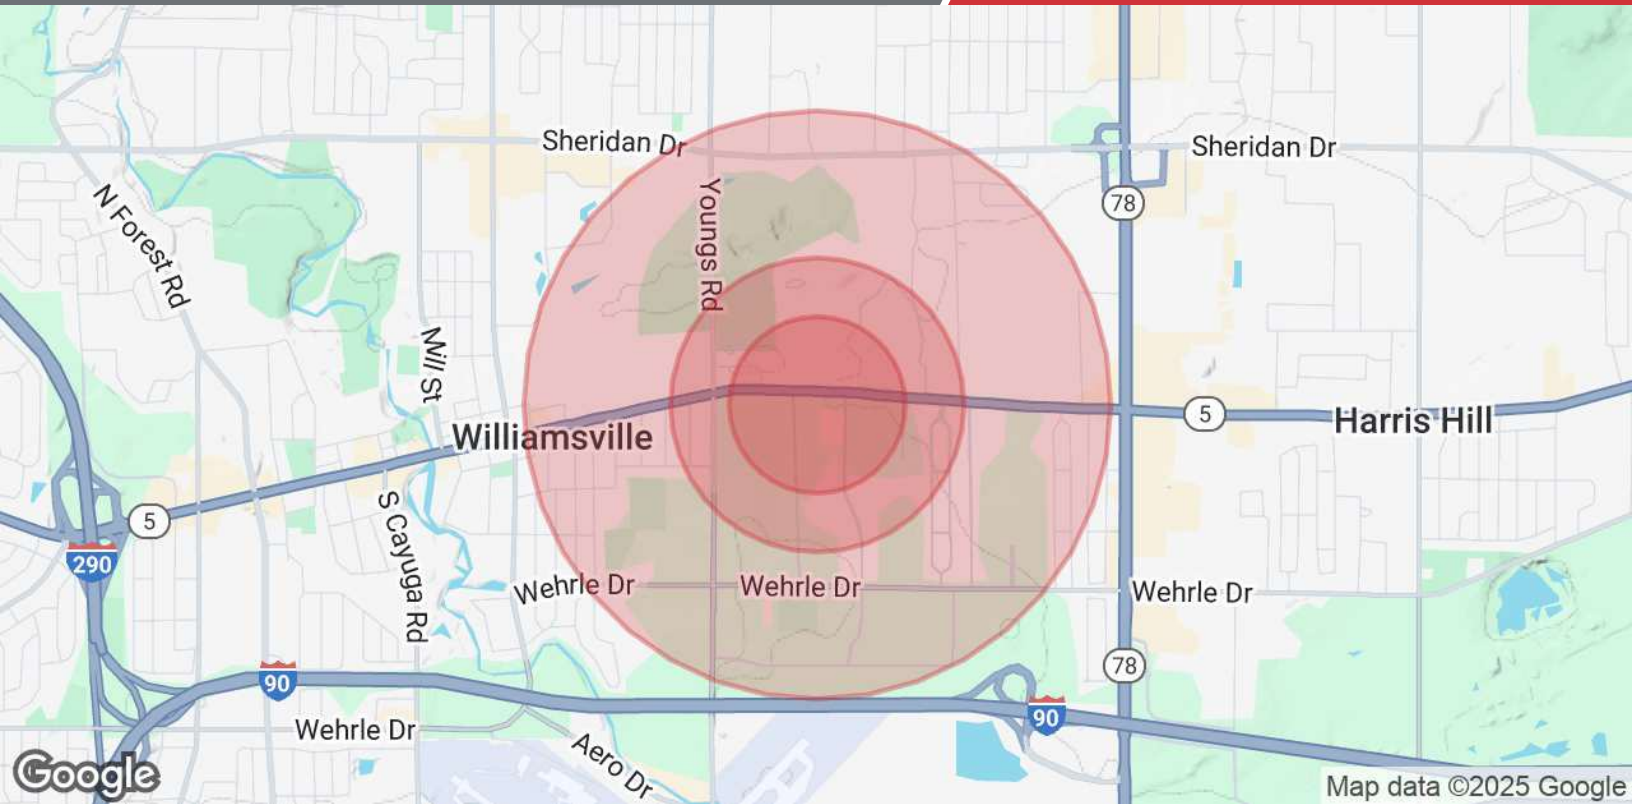 Sheridan Dr
Sheridan Dr
N Forest Rd
Youngs Rd
78
Mill St
Williamsville
5
Harris Hill
5
S Cayuga Rd
290
Wehrle Dr
Wehrle Dr
Wehrle Dr
78
90
90
Wehrle Dr
Aero Dr
Google
Map data ©2025 Google